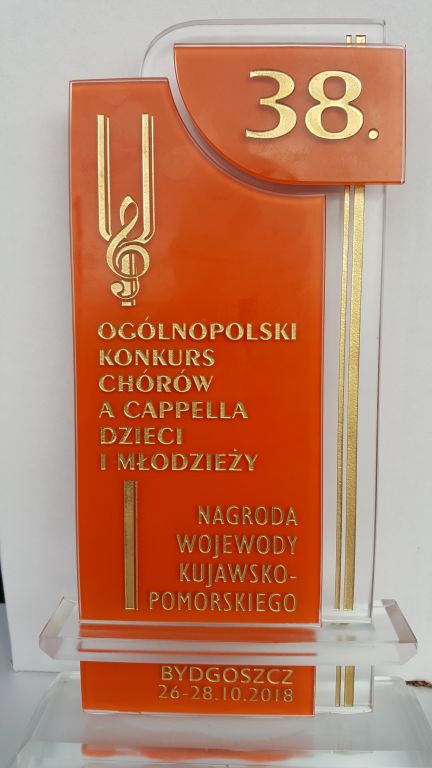 38.
OGÓLNOPOLSKI
KONKURS
CHÓRÓW
A CAPPELLA
DZIECI
I MŁODZIEŻY
NAGRODA
WOJEWODY
KUJAWSKO-
POMORSKIEGO
BYDGOSZCZ
26-28.10.2018